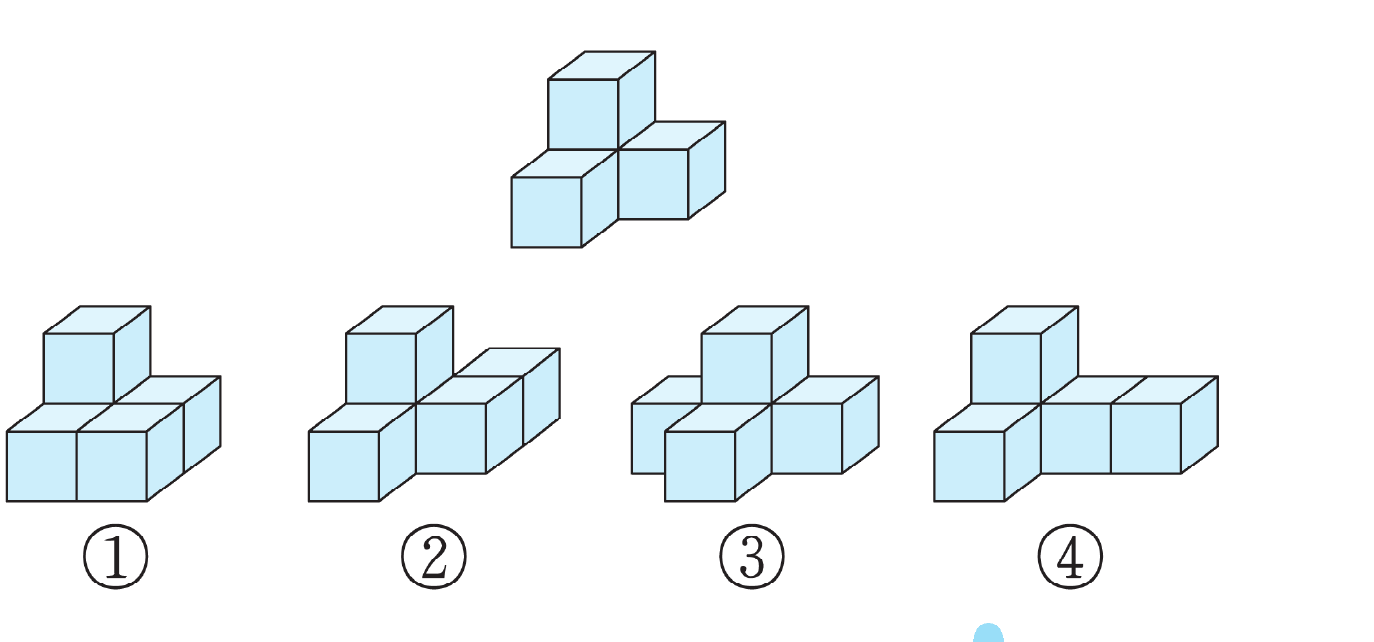 ① ② ③ ④